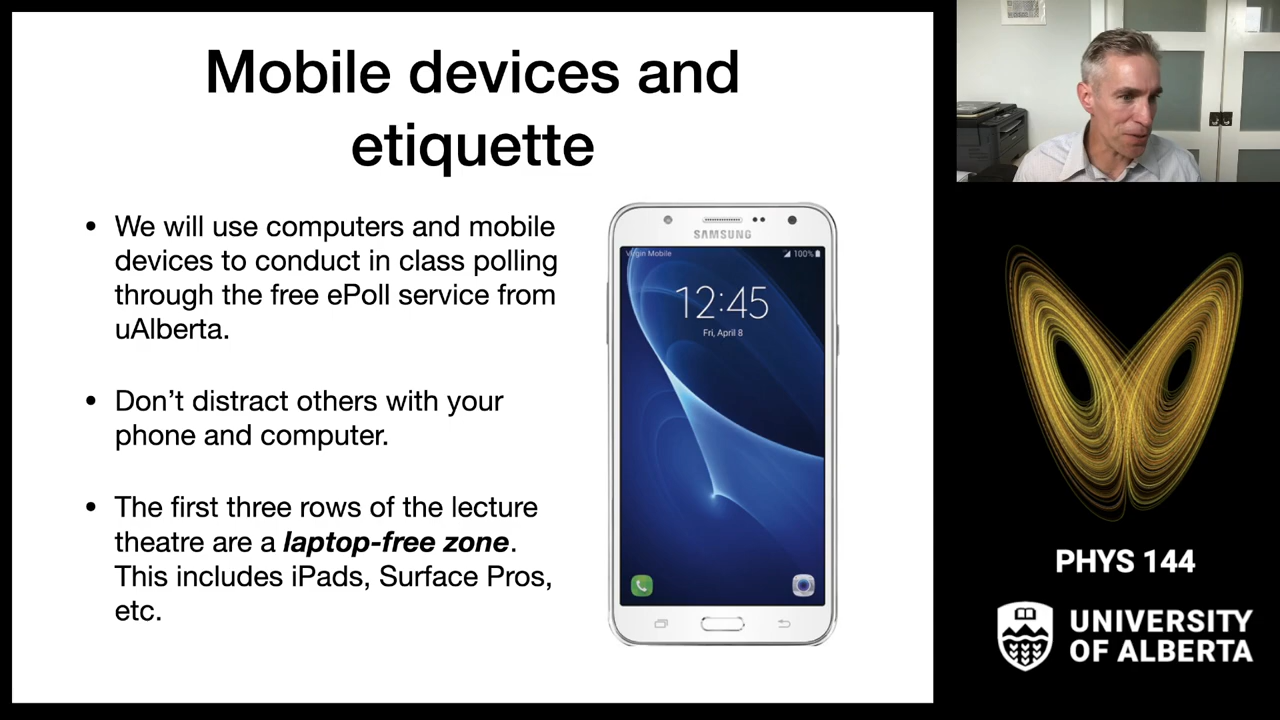 Mobile devices and
etiquette
• We will use computers and mobile
devices to conduct in class polling
through the free ePoll service from
uAlberta.
• Don’t distract others with your
phone and computer.
• The first three rows of the lecture
theatre are a laptop-free zone.
This includes iPads, Surface Pros,
etc.
SAMSUNG
Virgin Mobile
100%
12:45
Fri, April 8
PHYS 144
UNIVERSITY
OF ALBERTA